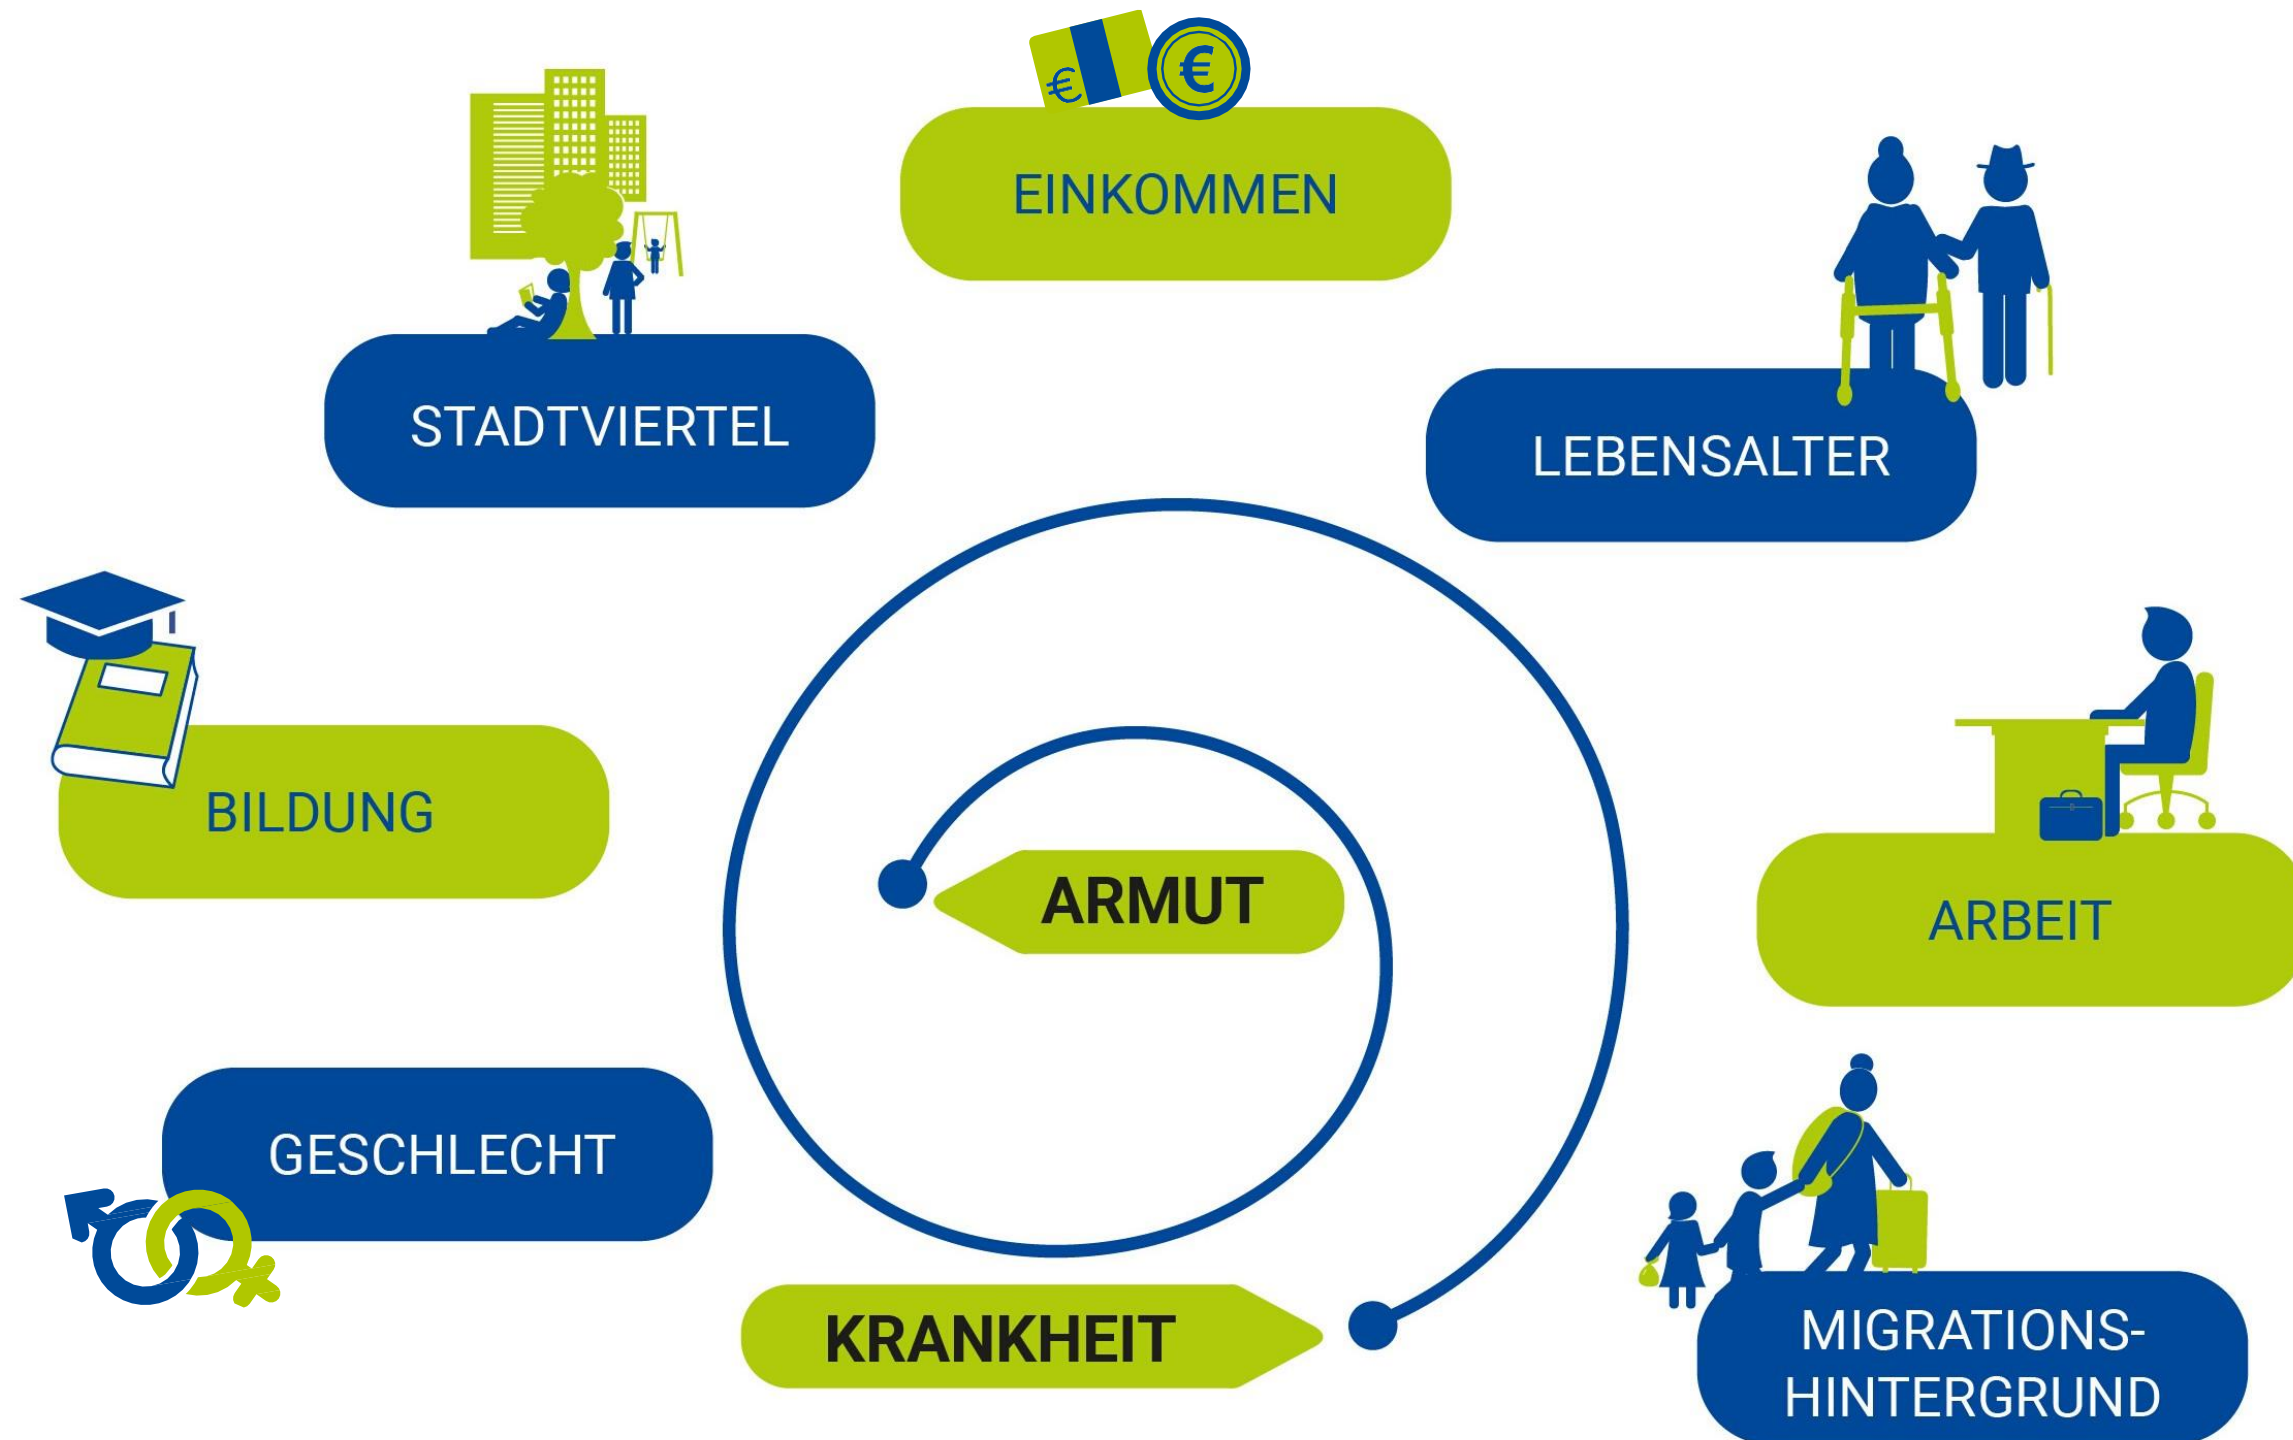 €
€
EINKOMMEN
STADTVIERTEL
LEBENSALTER
BILDUNG
ARMUT
ARBEIT
GESCHLECHT
KRANKHEIT
MIGRATIONS-
HINTERGRUND